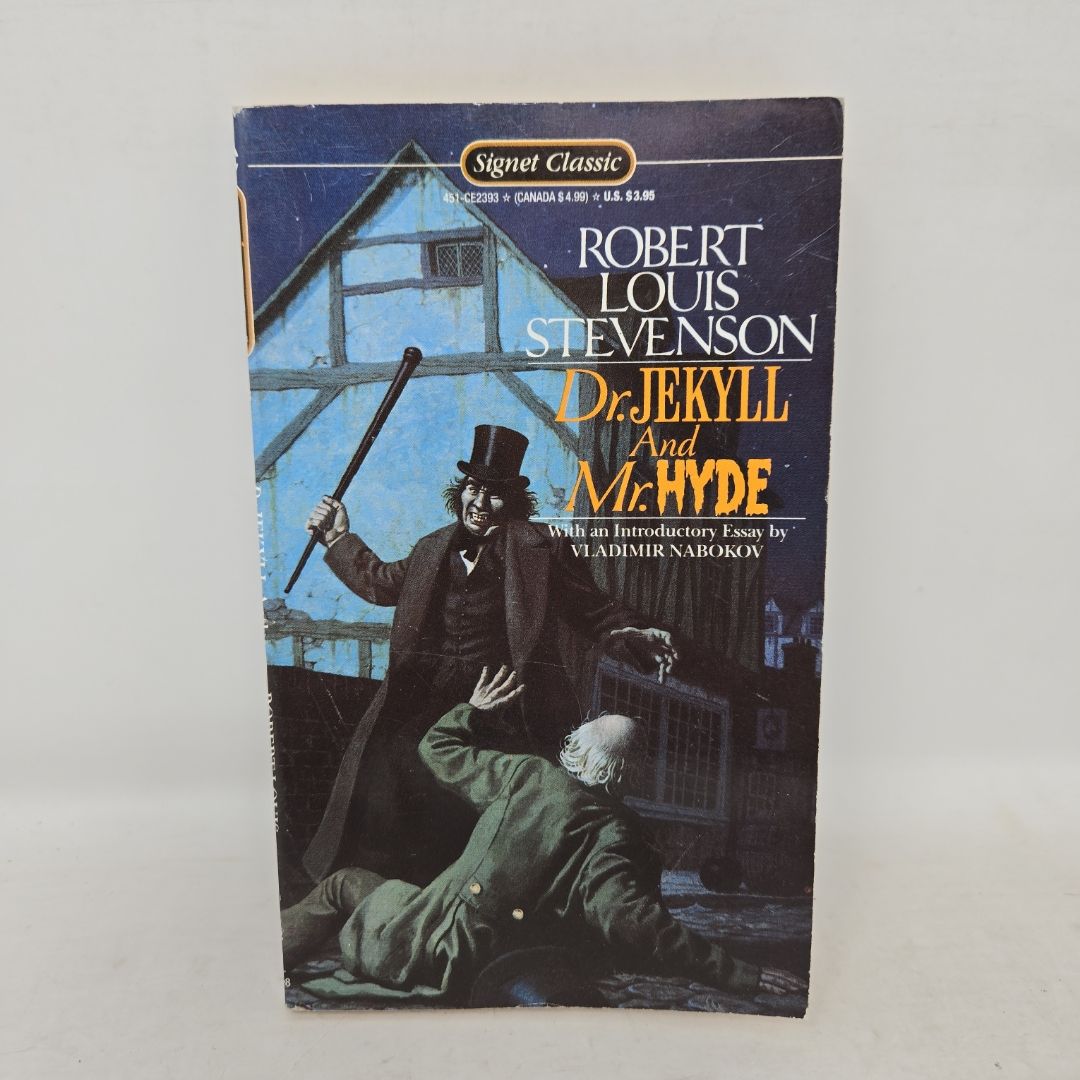 Signet Classic
451-CE2393 ☆ (CANADA $4.99) ☆ U.S. $3.95
ROBERT
LOUIS
STEVENSON
Dr. JEKYLL
And
Mr. HYDE
With an Introductory Essay by
VLADIMIR NABOKOV
8